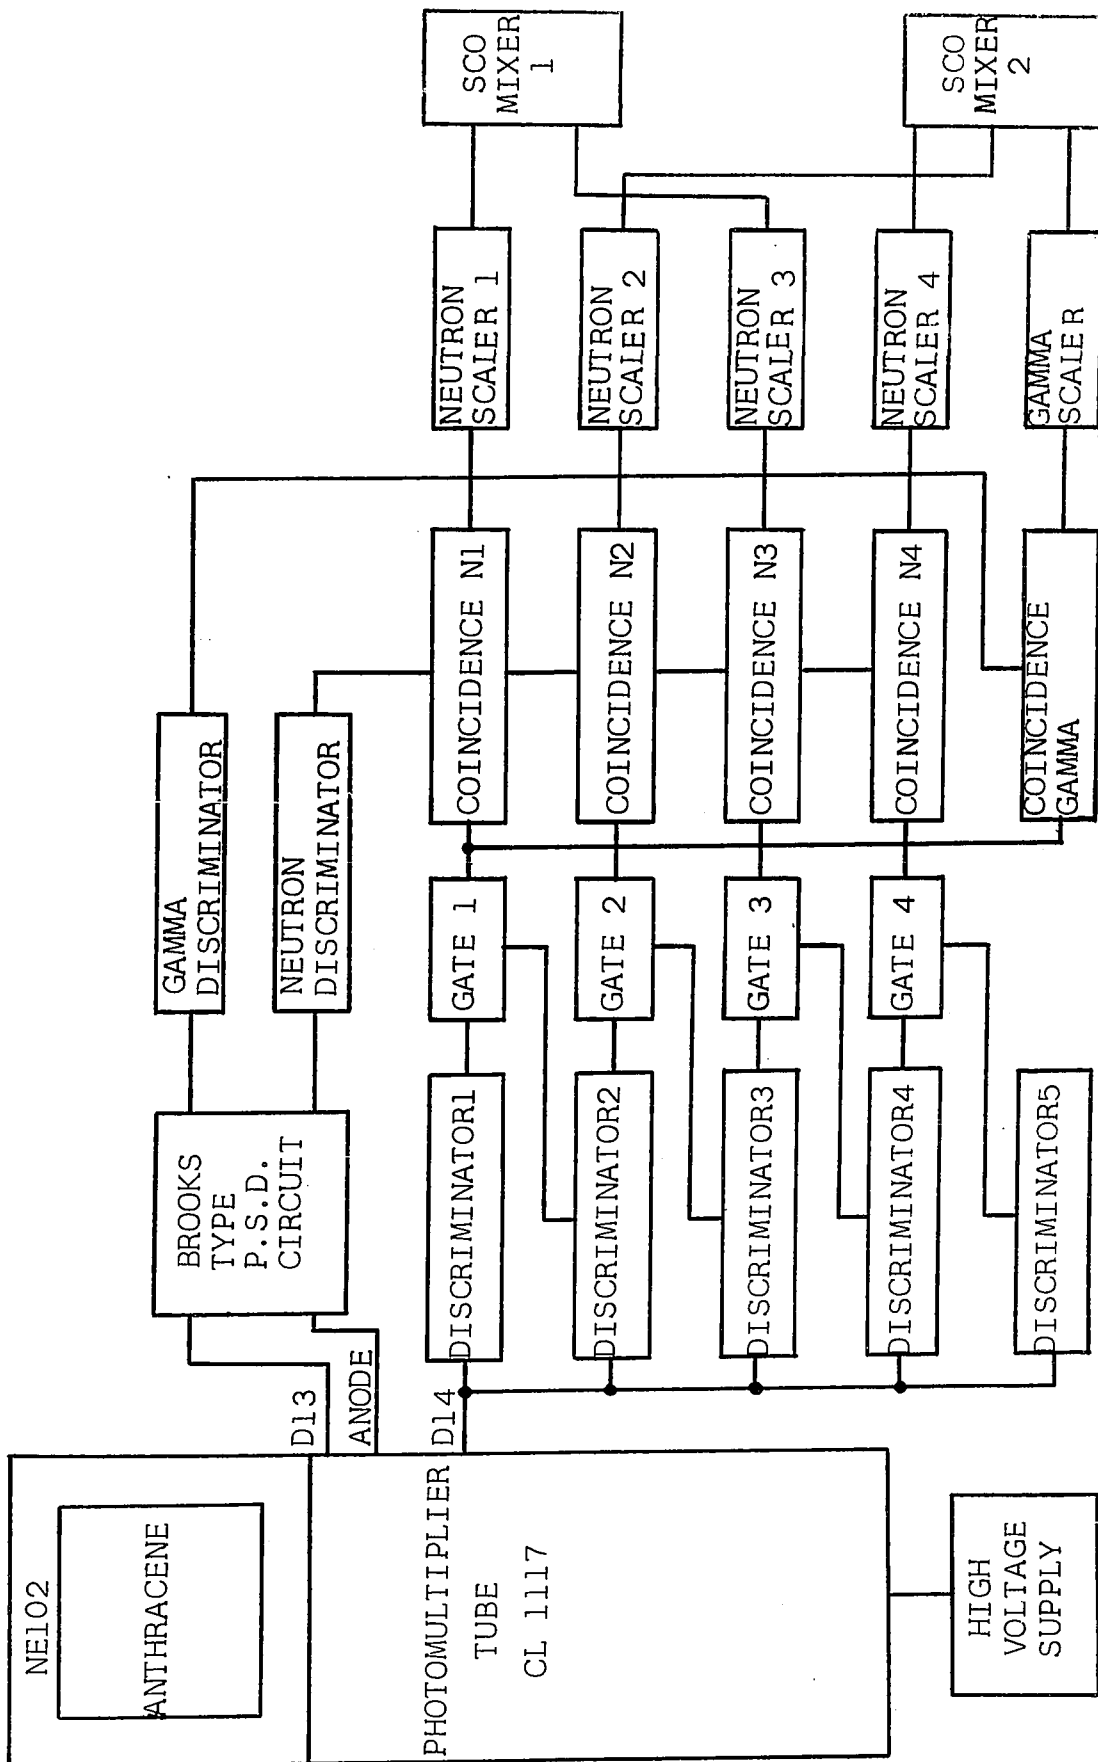 NE102
ANTHRACENE
PHOTOMULTIPLIER
TUBE
CL 1117
HIGH
VOLTAGE
SUPPLY
D13
ANODE
D14
BROOKS
TYPE
P.S.D.
CIRCUIT
GAMMA
DISCRIMINATOR
NEUTRON
DISCRIMINATOR
DISCRIMINATOR1
DISCRIMINATOR2
DISCRIMINATOR3
DISCRIMINATOR4
DISCRIMINATOR5
GATE 1
GATE 2
GATE 3
GATE 4
COINCIDENCE N1
COINCIDENCE N2
COINCIDENCE N3
COINCIDENCE N4
COINCIDENCE
GAMMA
NEUTRON
SCALER 1
NEUTRON
SCALER 2
NEUTRON
SCALER 3
NEUTRON
SCALER 4
GAMMA
SCALER
SCO
MIXER
1
SCO
MIXER
2